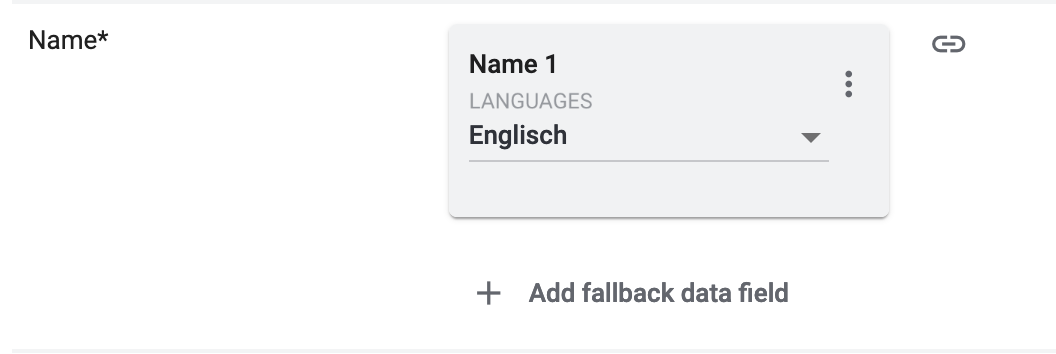 Name*
Name 1
LANGUAGES
Englisch
Add fallback data field